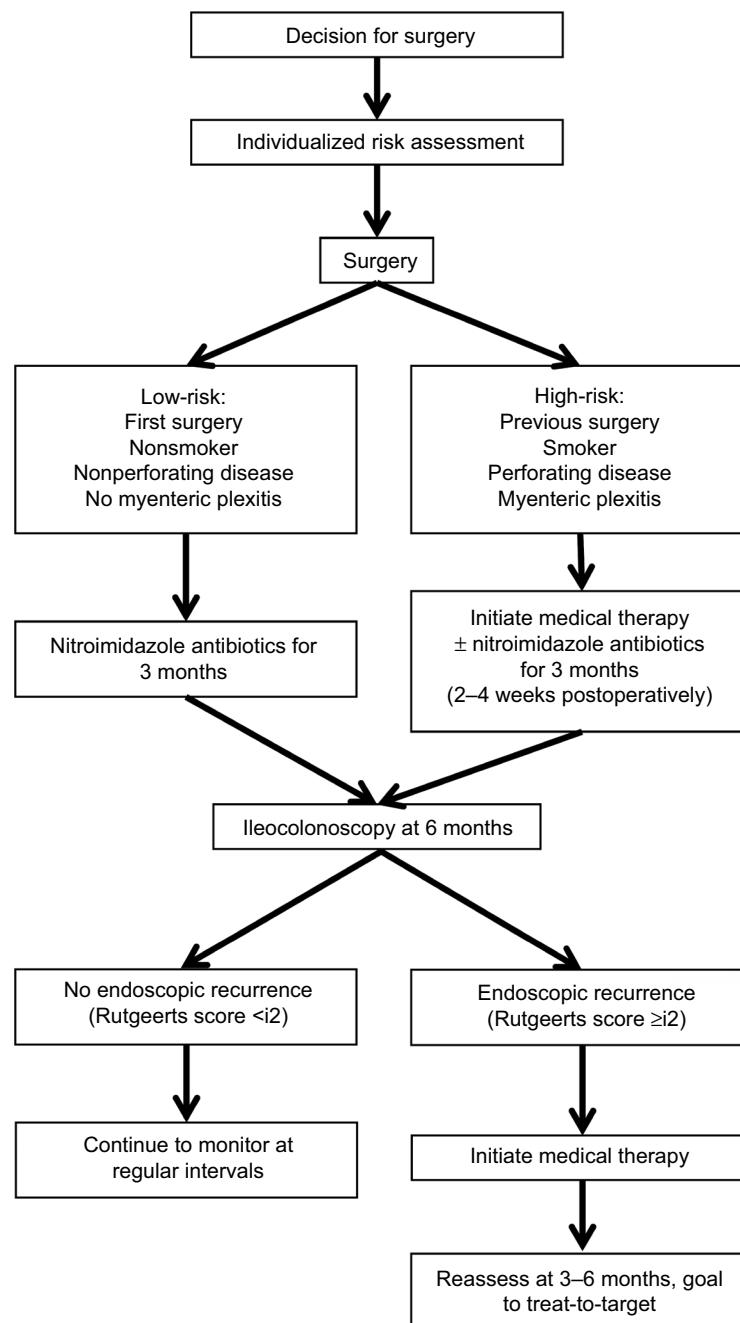 Decision for surgery
Individualized risk assessment
Surgery
Low-risk:
First surgery
Nonsmoker
Nonperforating disease
No myenteric plexitis
High-risk:
Previous surgery
Smoker
Perforating disease
Myenteric plexitis
Nitroimidazole antibiotics for
3 months
Initiate medical therapy
± nitroimidazole antibiotics
for 3 months
(2–4 weeks postoperatively)
Ileocolonoscopy at 6 months
No endoscopic recurrence
(Rutgeerts score <i2)
Endoscopic recurrence
(Rutgeerts score ≥i2)
Continue to monitor at
regular intervals
Initiate medical therapy
Reassess at 3–6 months, goal
to treat-to-target